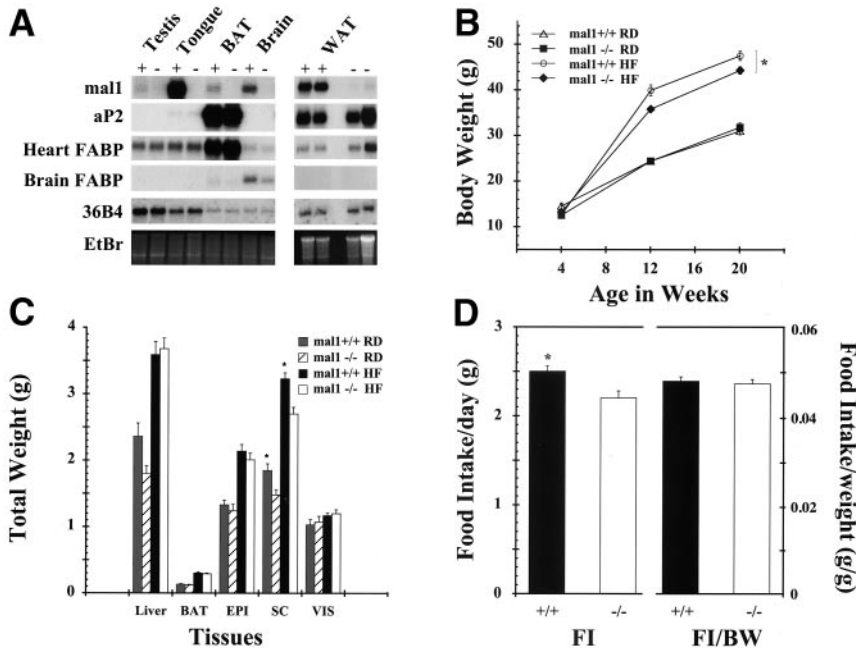 A
Testis
Tongue
BAT
Brain
WAT
+ - + - + - + - + + - -
mal1
aP2
Heart FABP
Brain FABP
36B4
EtBr
B
mal1+/+ RD
mal1 -/- RD
mal1+/+ HF
mal1 -/- HF
*
50
40
30
20
10
Body Weight (g)
4 8 12 16 20
Age in Weeks
C
mal1+/+ RD
mal1 -/- RD
mal1+/+ HF
mal1 -/- HF
4
3
2
1
0
Total Weight (g)
* *
Liver BAT EPI SC VIS
Tissues
D
3
2
1
0
Food Intake/day (g)
*
0.06
0.04
0.02
0.00
Food Intake/weight (g/g)
+/+ -/- +/+ -/-
FI FI/BW